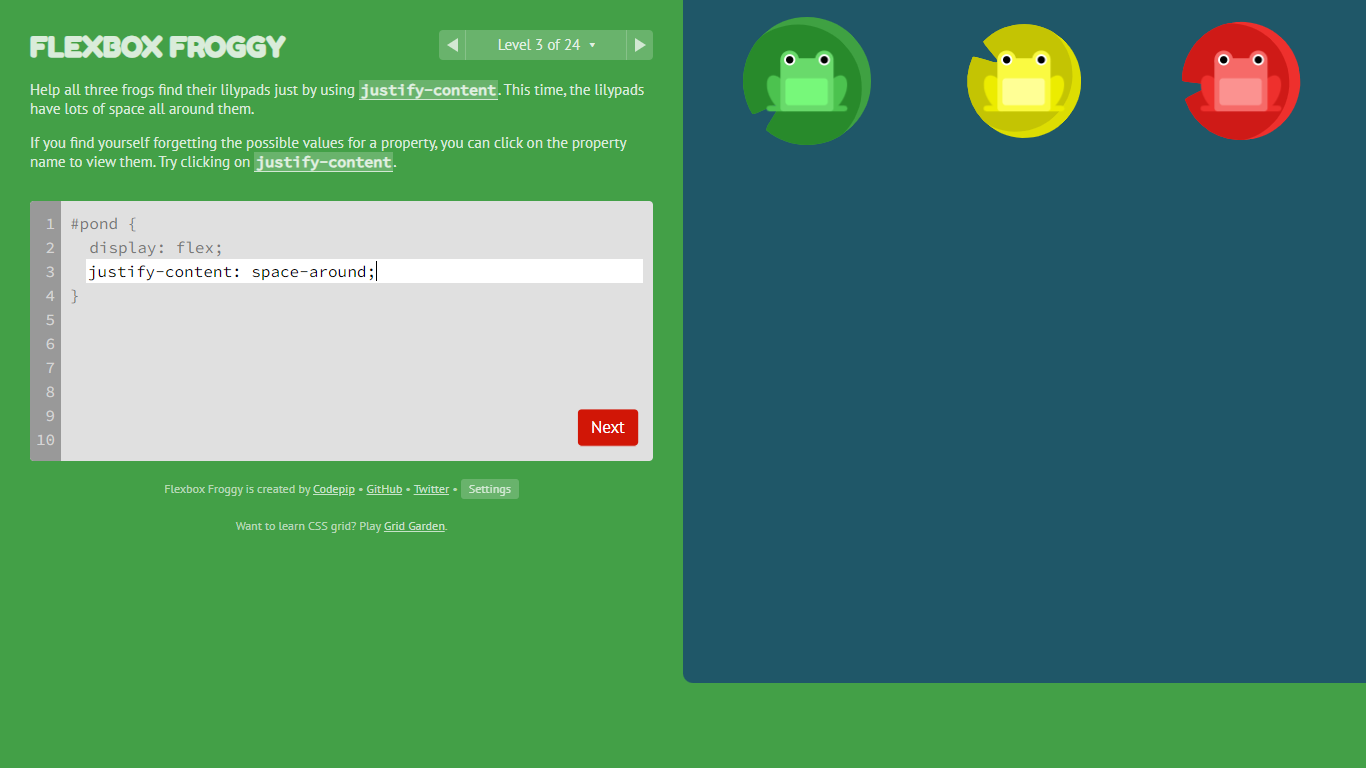 FLEXBOX FROGGY
Level 3 of 24
Help all three frogs find their lilypads just by using justify-content. This time, the lilypads
have lots of space all around them.
If you find yourself forgetting the possible values for a property, you can click on the property
name to view them. Try clicking on justify-content.
1 #pond {
2 display: flex;
3 justify-content: space-around;
4 }
5
6
7
8
9
10
Next
Flexbox Froggy is created by Codepip • GitHub • Twitter • Settings
Want to learn CSS grid? Play Grid Garden.